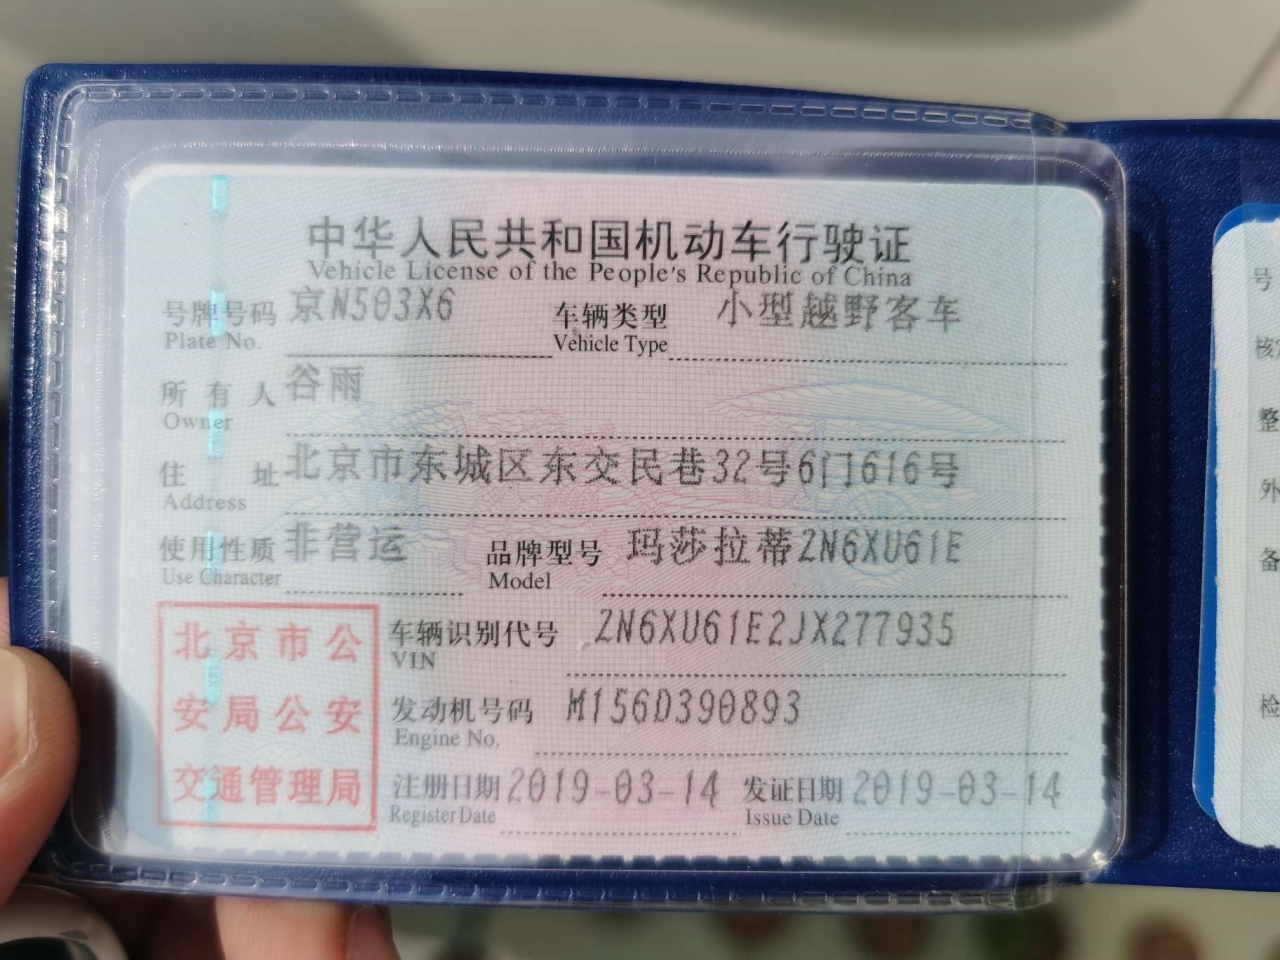 中华人民共和国机动车行驶证
Vehicle License of the People's Republic of China
号牌号码 京N503X6 车辆类型 小型越野客车
Plate No. Vehicle Type
所有人 谷雨
Owner
住址 北京市东城区东交民巷32号6门616号
Address
使用性质 非营运 品牌型号 玛莎拉蒂ZN6XU61E
Use Character Model
车辆识别代号 ZN6XU61E2JX277935
VIN
发动机号码 M156D390893
Engine No.
注册日期 2019-03-14 发证日期 2019-03-14
Register Date Issue Date
北京市公
安局公安
交通管理局
号
核
整
外
备
检